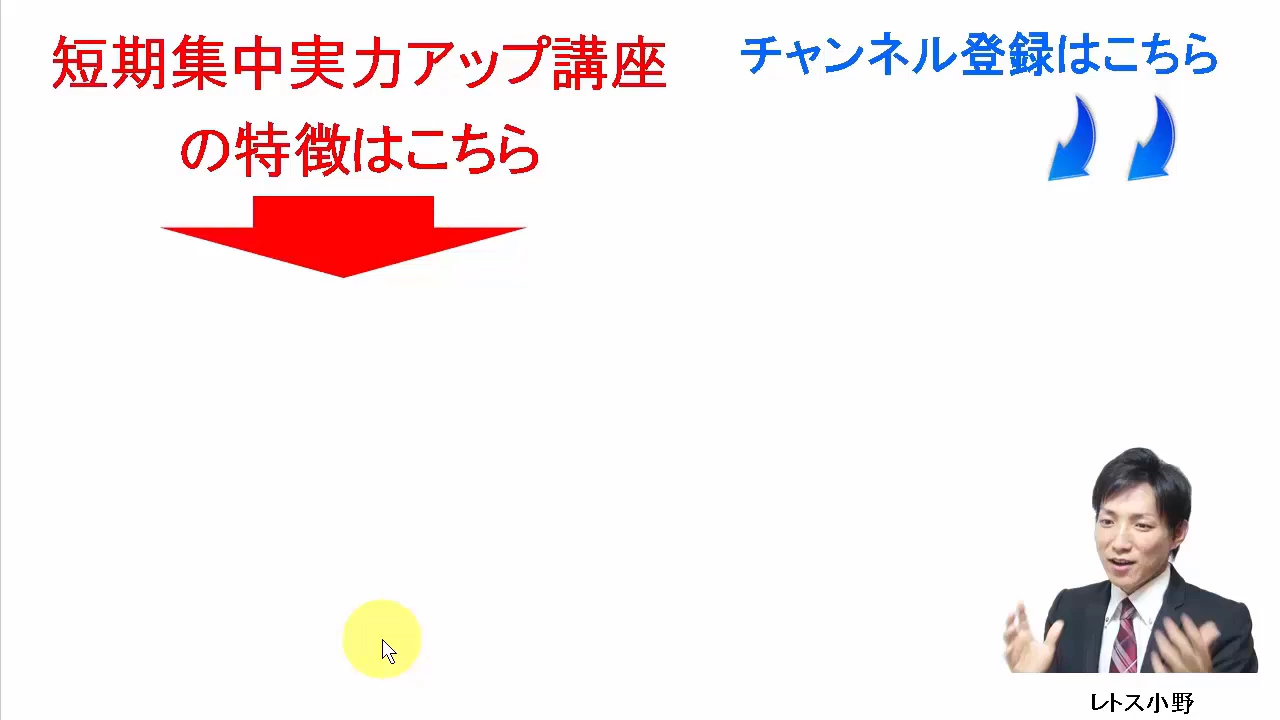 短期集中実力アップ講座
の特徴はこちら
チャンネル登録はこちら
レトス小野